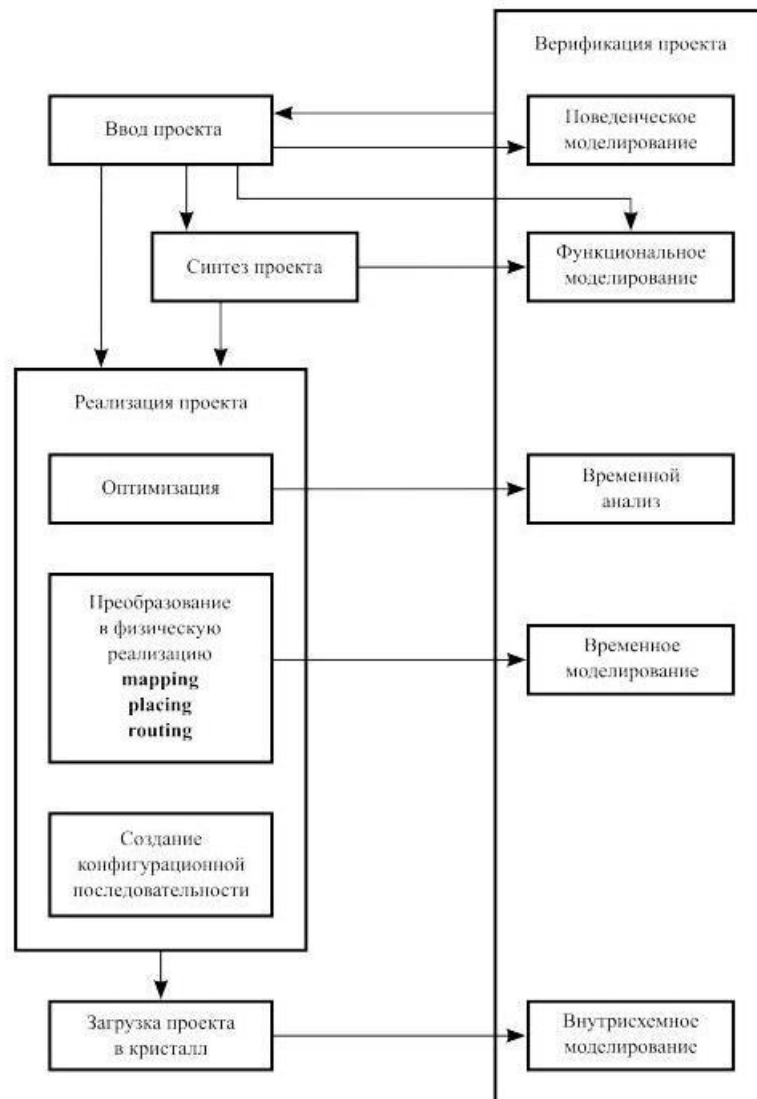 Верификация проекта
Ввод проекта
Поведенческое
моделирование
Синтез проекта
Функциональное
моделирование
Реализация проекта
Оптимизация
Временной
анализ
Преобразование
в физическую
реализацию
mapping
placing
routing
Временное
моделирование
Создание
конфигурационной
последовательности
Загрузка проекта
в кристалл
Внутрисхемное
моделирование